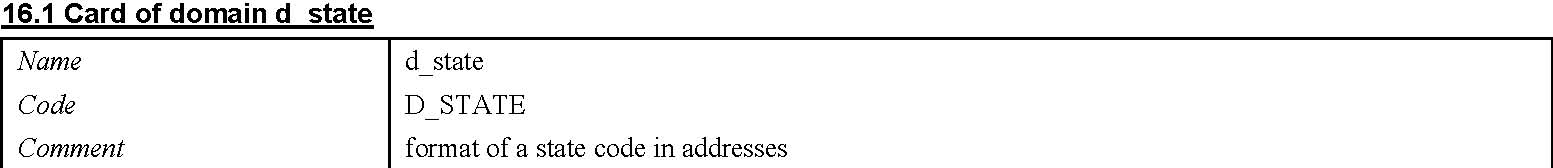 16.1 Card of domain d_state
Name d_state
Code D_STATE
Comment format of a state code in addresses